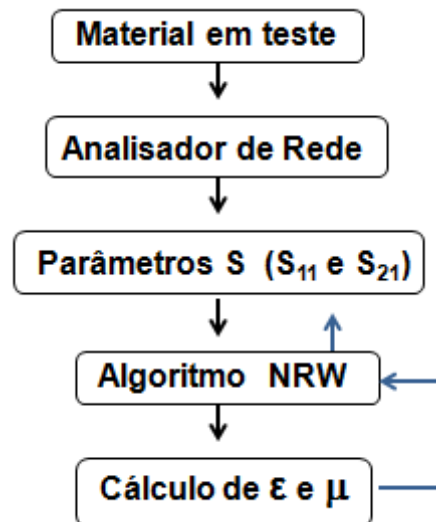 Material em teste
Analisador de Rede
Parâmetros S (S₁₁ e S₂₁)
Algoritmo NRW
Cálculo de ε e μ